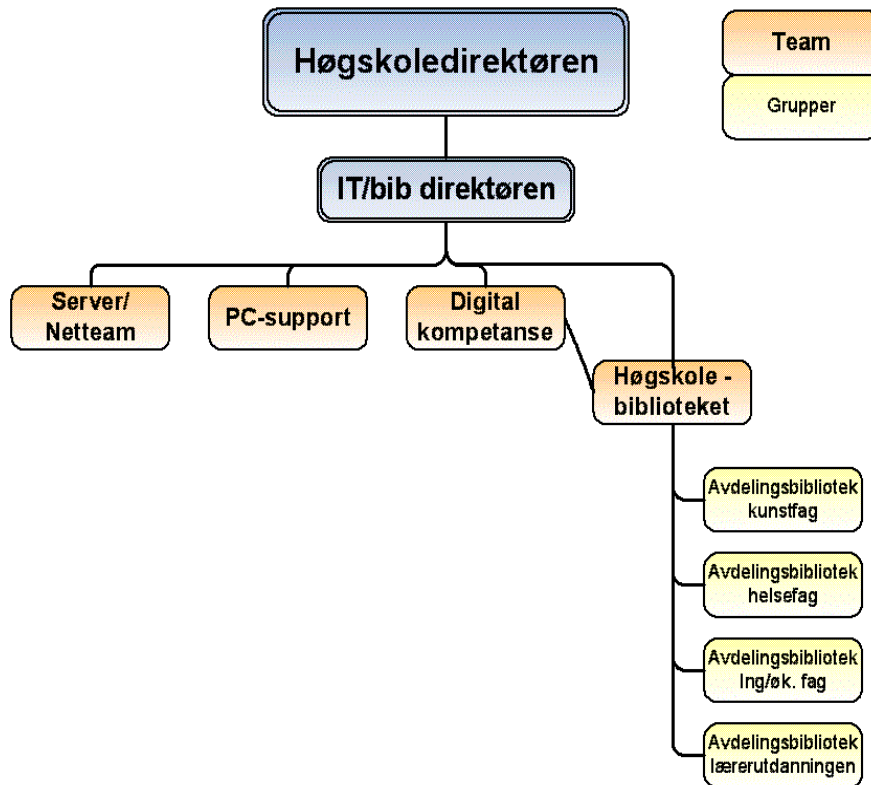 Høgskoledirektøren
Team
Grupper
IT/bib direktøren
Server/
Netteam
PC-support
Digital
kompetanse
Høgskole -
biblioteket
Avdelingsbibliotek
kunstfag
Avdelingsbibliotek
helsefag
Avdelingsbibliotek
Ing/øk. fag
Avdelingsbibliotek
lærerutdanningen